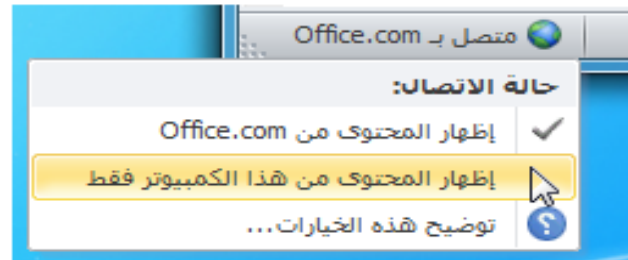 متصل بـ Office.com
حالة الاتصال:
إظهار المحتوى من Office.com
إظهار المحتوى من هذا الكمبيوتر فقط
توضيح هذه الخيارات...